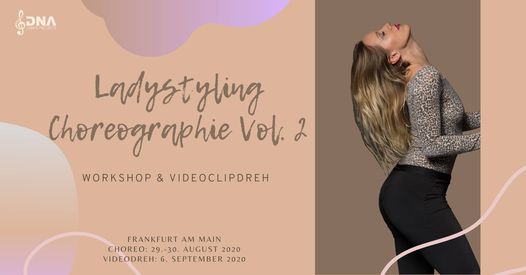 DNA
Ladystyling
Choreographie Vol. 2
WORKSHOP & VIDEOCLIPDREH
FRANKFURT AM MAIN
CHOREO: 29.-30. AUGUST 2020
VIDEODREH: 6. SEPTEMBER 2020